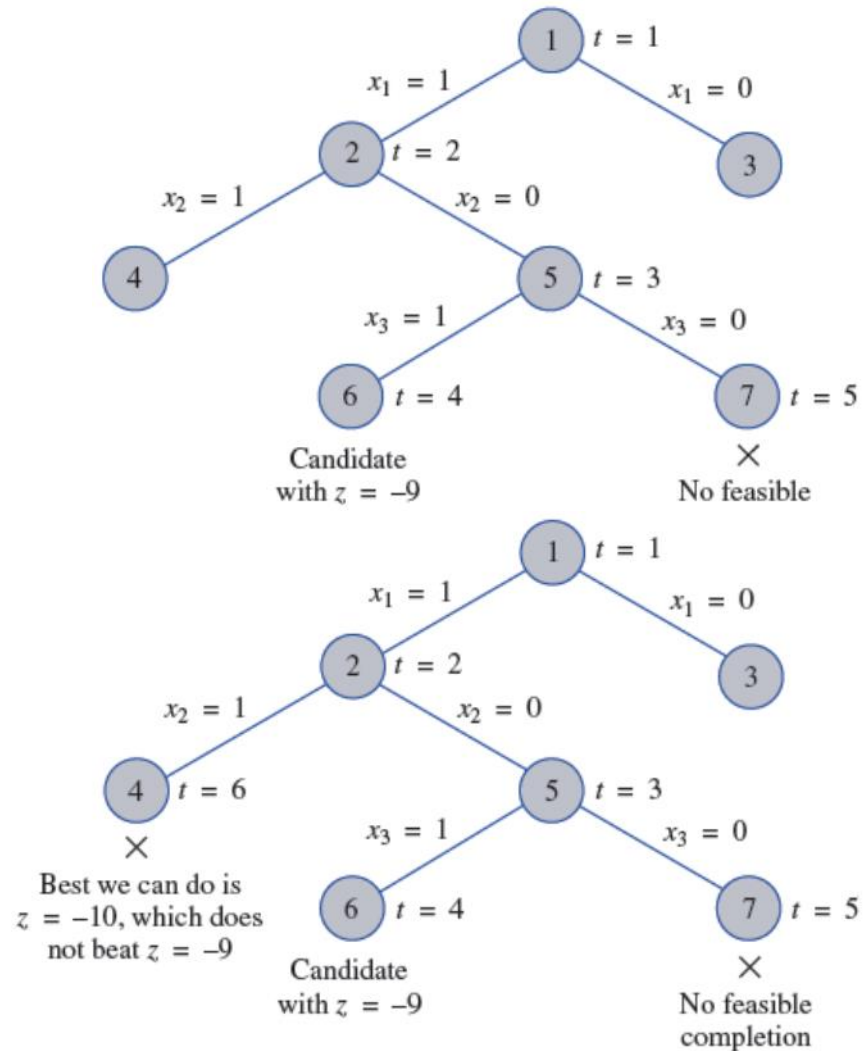 1 t = 1
x1 = 1
x1 = 0
2 t = 2
3
x2 = 1
x2 = 0
4
5 t = 3
x3 = 1
x3 = 0
6 t = 4
7 t = 5
Candidate
with z = –9
×
No feasible
1 t = 1
x1 = 1
x1 = 0
2 t = 2
3
x2 = 1
x2 = 0
4 t = 6
5 t = 3
×
x3 = 1
x3 = 0
Best we can do is
z = –10, which does
not beat z = –9
6 t = 4
7 t = 5
Candidate
with z = –9
×
No feasible
completion